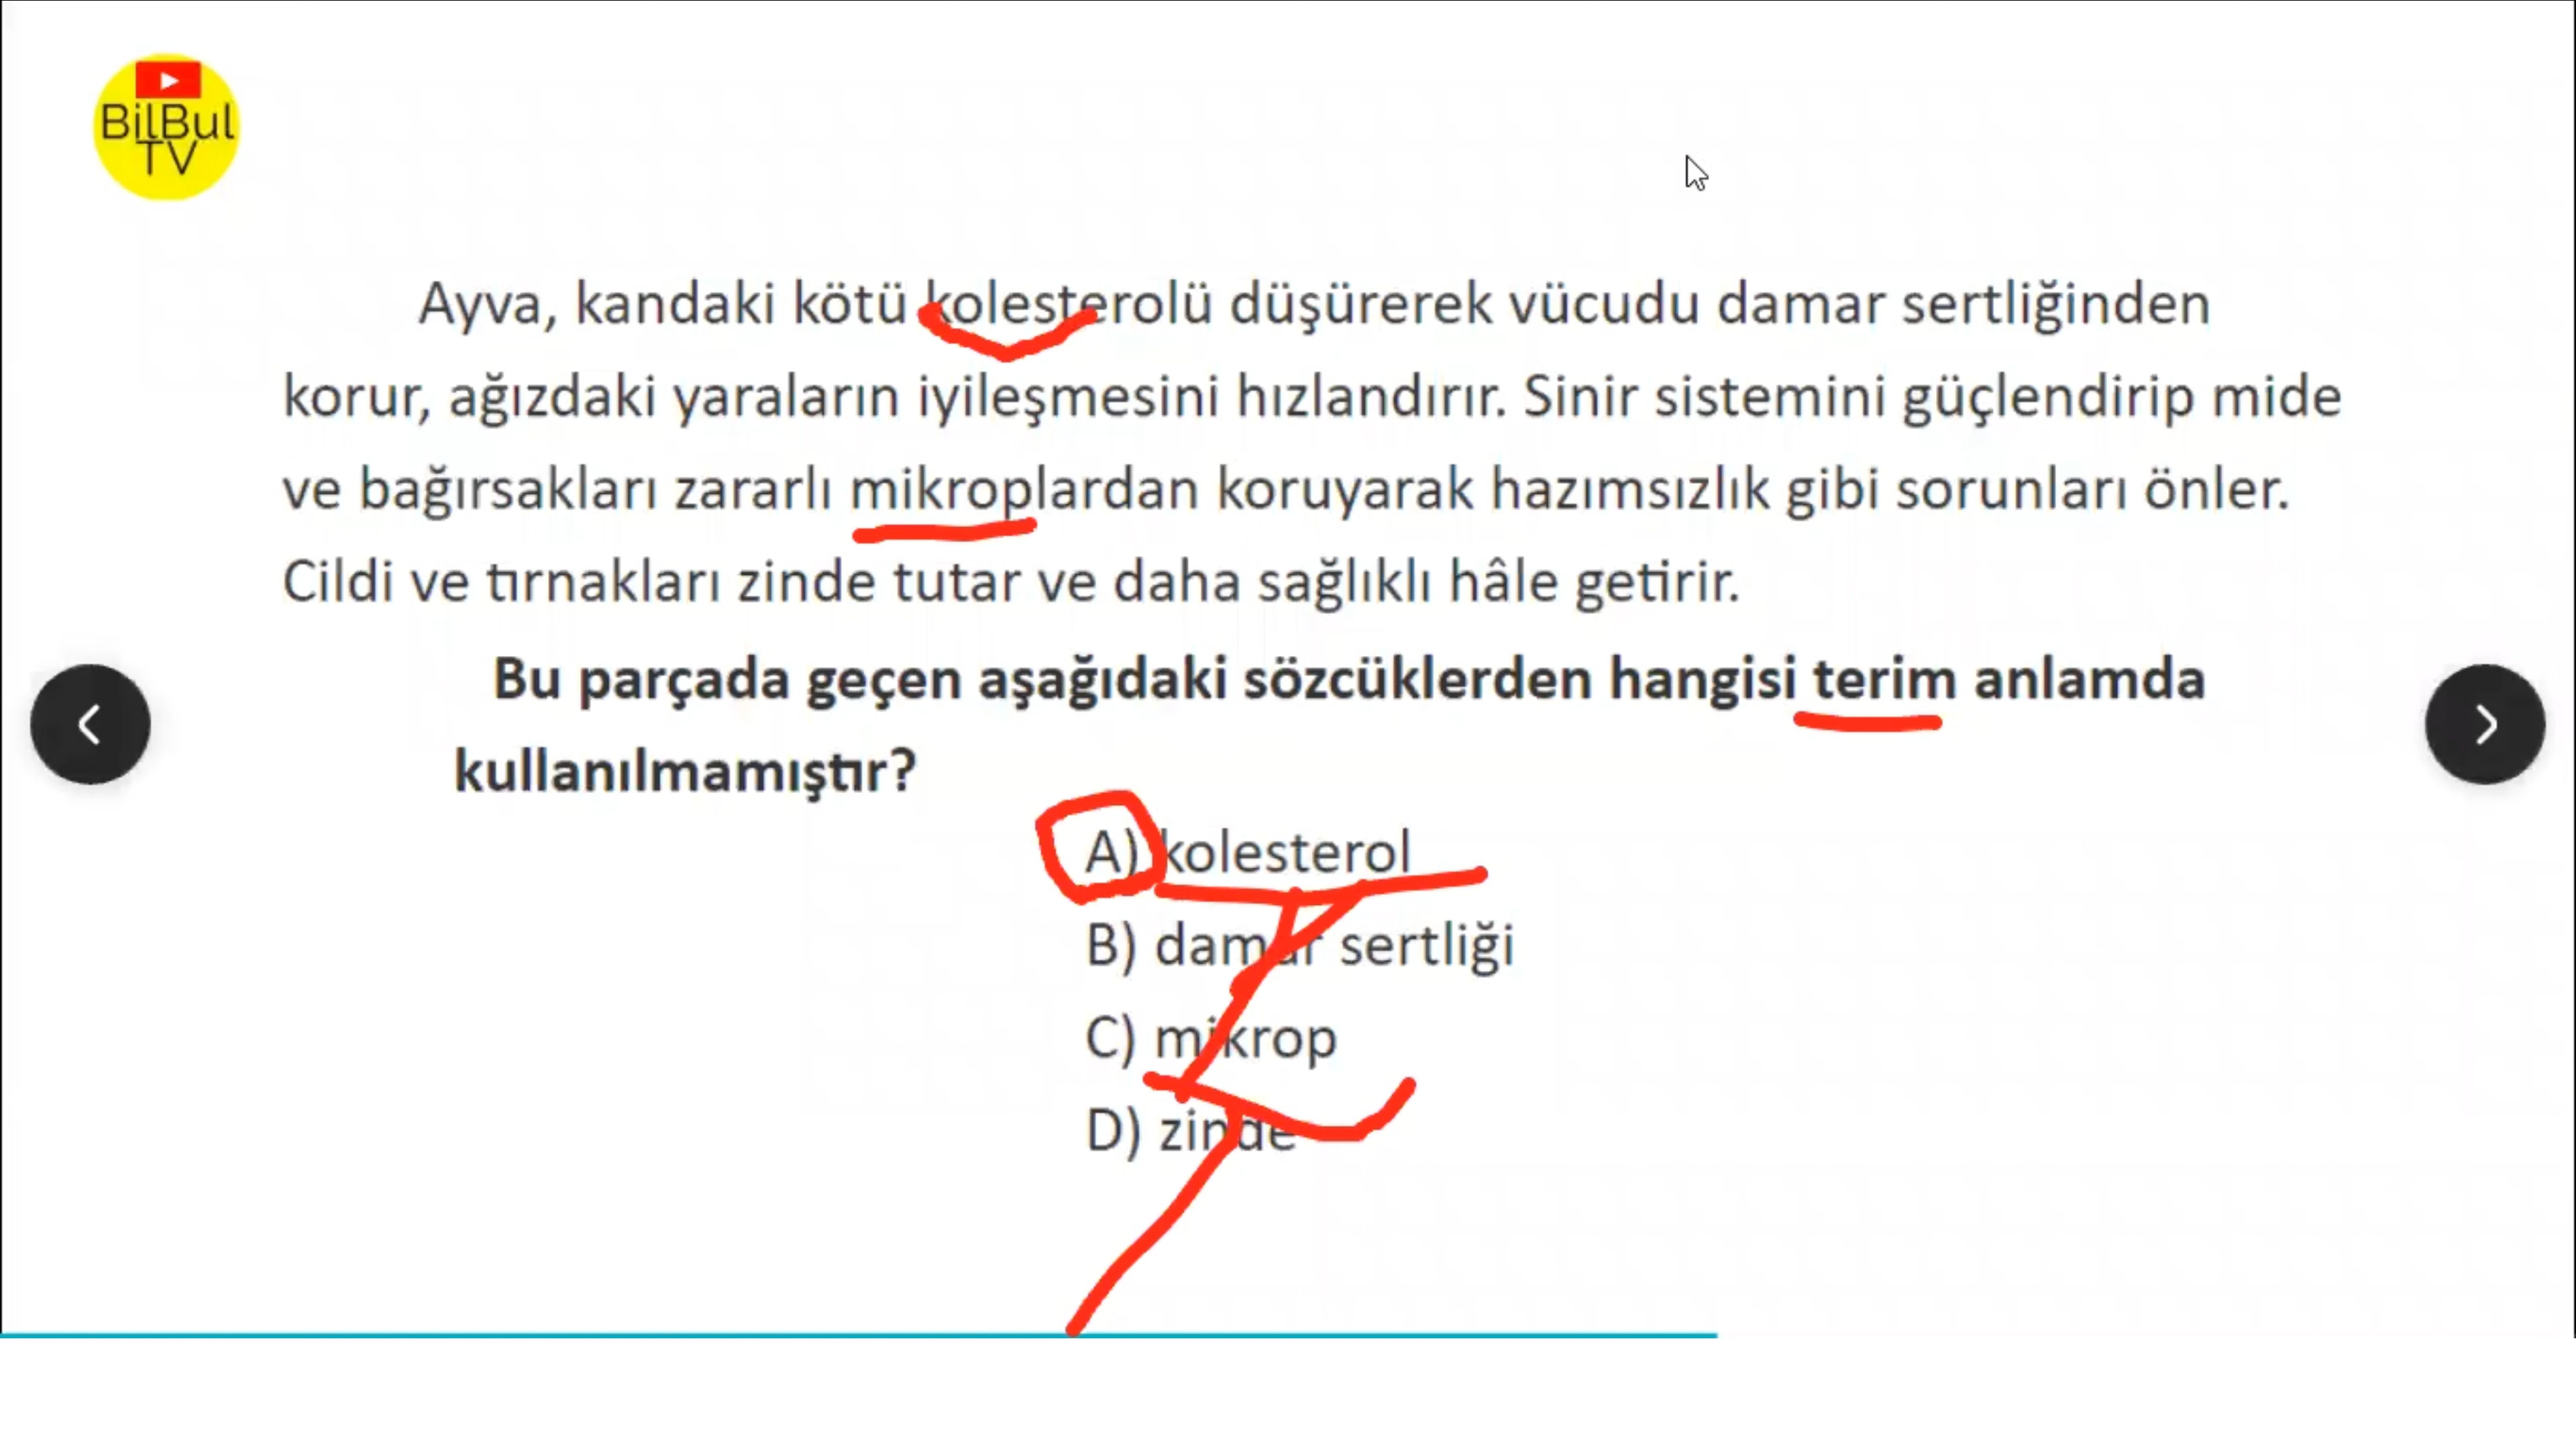 BilBul
TV
Ayva, kandaki kötü kolesterolü düşürerek vücudu damar sertliğinden
korur, ağızdaki yaraların iyileşmesini hızlandırır. Sinir sistemini güçlendirip mide
ve bağırsakları zararlı mikroplardan koruyarak hazımsızlık gibi sorunları önler.
Cildi ve tırnakları zinde tutar ve daha sağlıklı hâle getirir.
Bu parçada geçen aşağıdaki sözcüklerden hangisi terim anlamda
kullanılmamıştır?
A) kolesterol
B) damar sertliği
C) mikrop
D) zinde